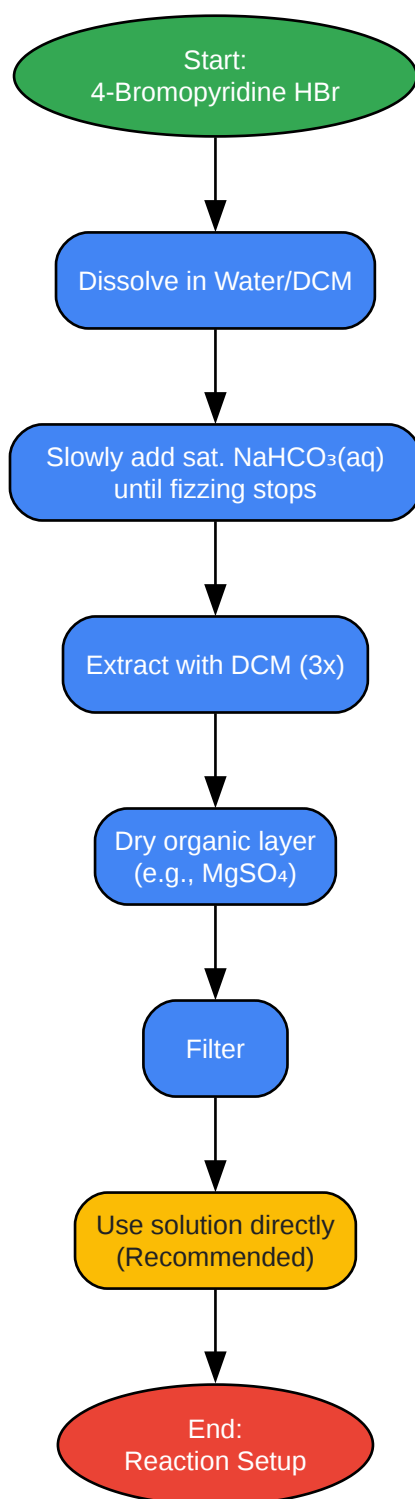 Start:
4-Bromopyridine HBr
Dissolve in Water/DCM
Slowly add sat. NaHCO₃(aq)
until fizzing stops
Extract with DCM (3x)
Dry organic layer
(e.g., MgSO₄)
Filter
Use solution directly
(Recommended)
End:
Reaction Setup